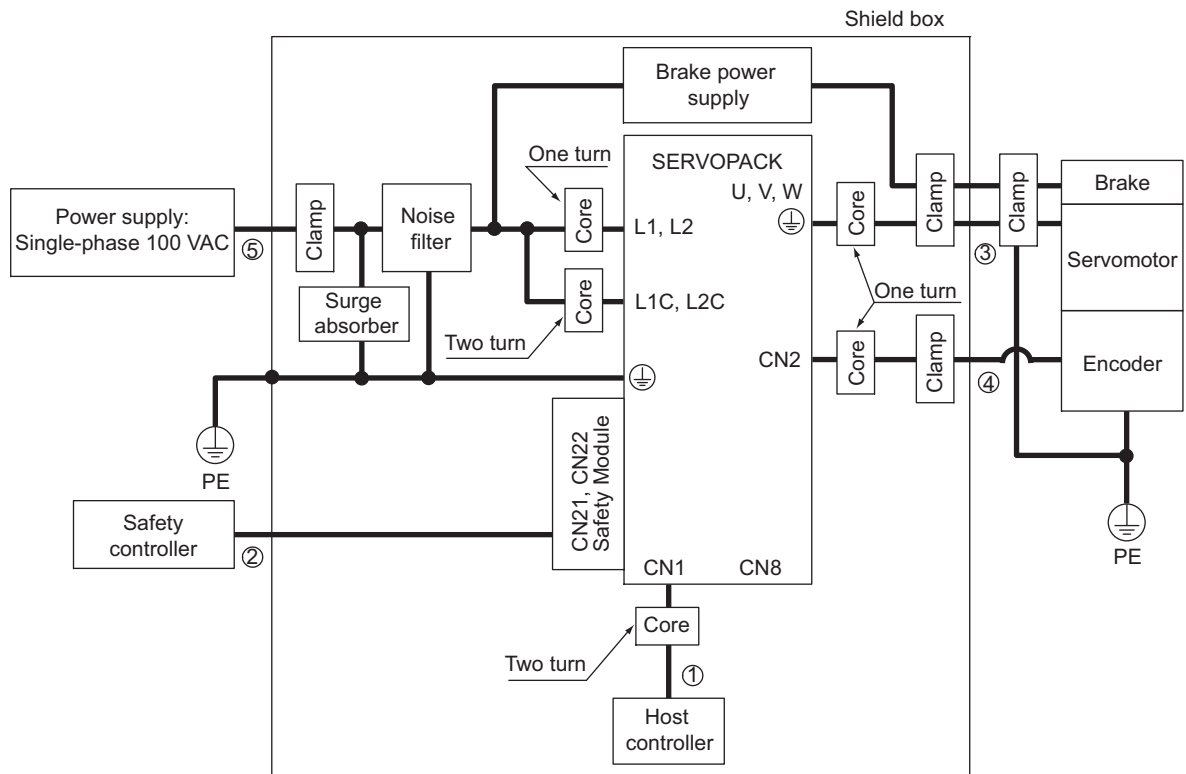 Shield box
Brake power
supply
One turn
SERVOPACK
U, V, W
Power supply:
Single-phase 100 VAC
⑤
Clamp
Noise
filter
Core
L1, L2
Core
Clamp
③
Clamp
Brake
Servomotor
Surge
absorber
Core
L1C, L2C
Two turn
One turn
CN2
Core
Clamp
④
Encoder
PE
CN21, CN22
Safety Module
Safety
controller
②
PE
CN1
CN8
Core
Two turn
①
Host
controller